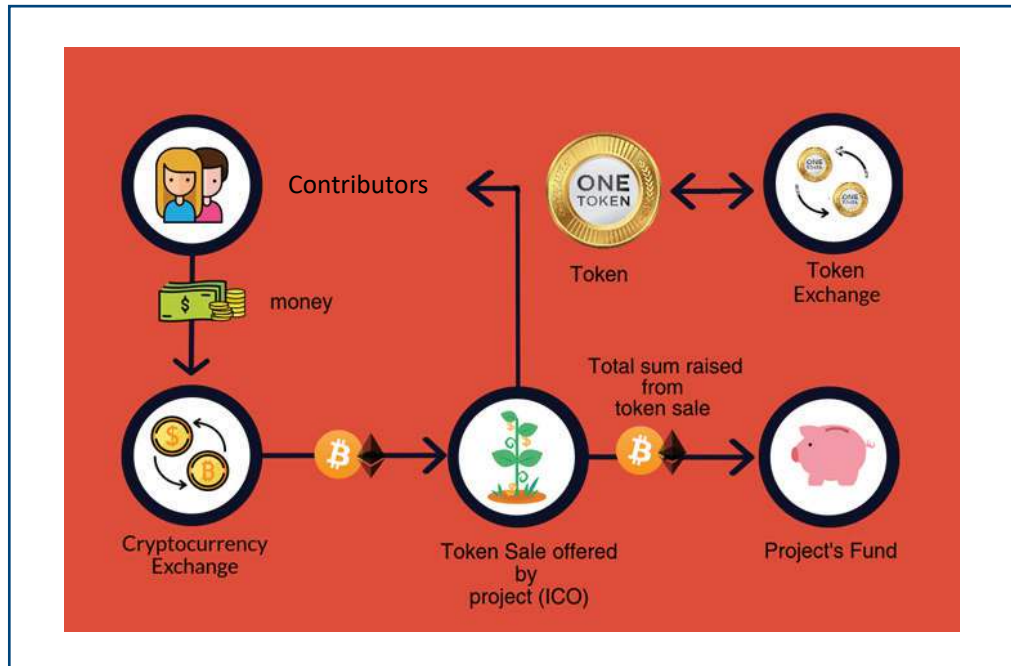 Contributors
ONE
TOKEN
Token
Token
Exchange
money
Total sum raised
from
token sale
Cryptocurrency
Exchange
Token Sale offered
by
project (ICO)
Project's Fund